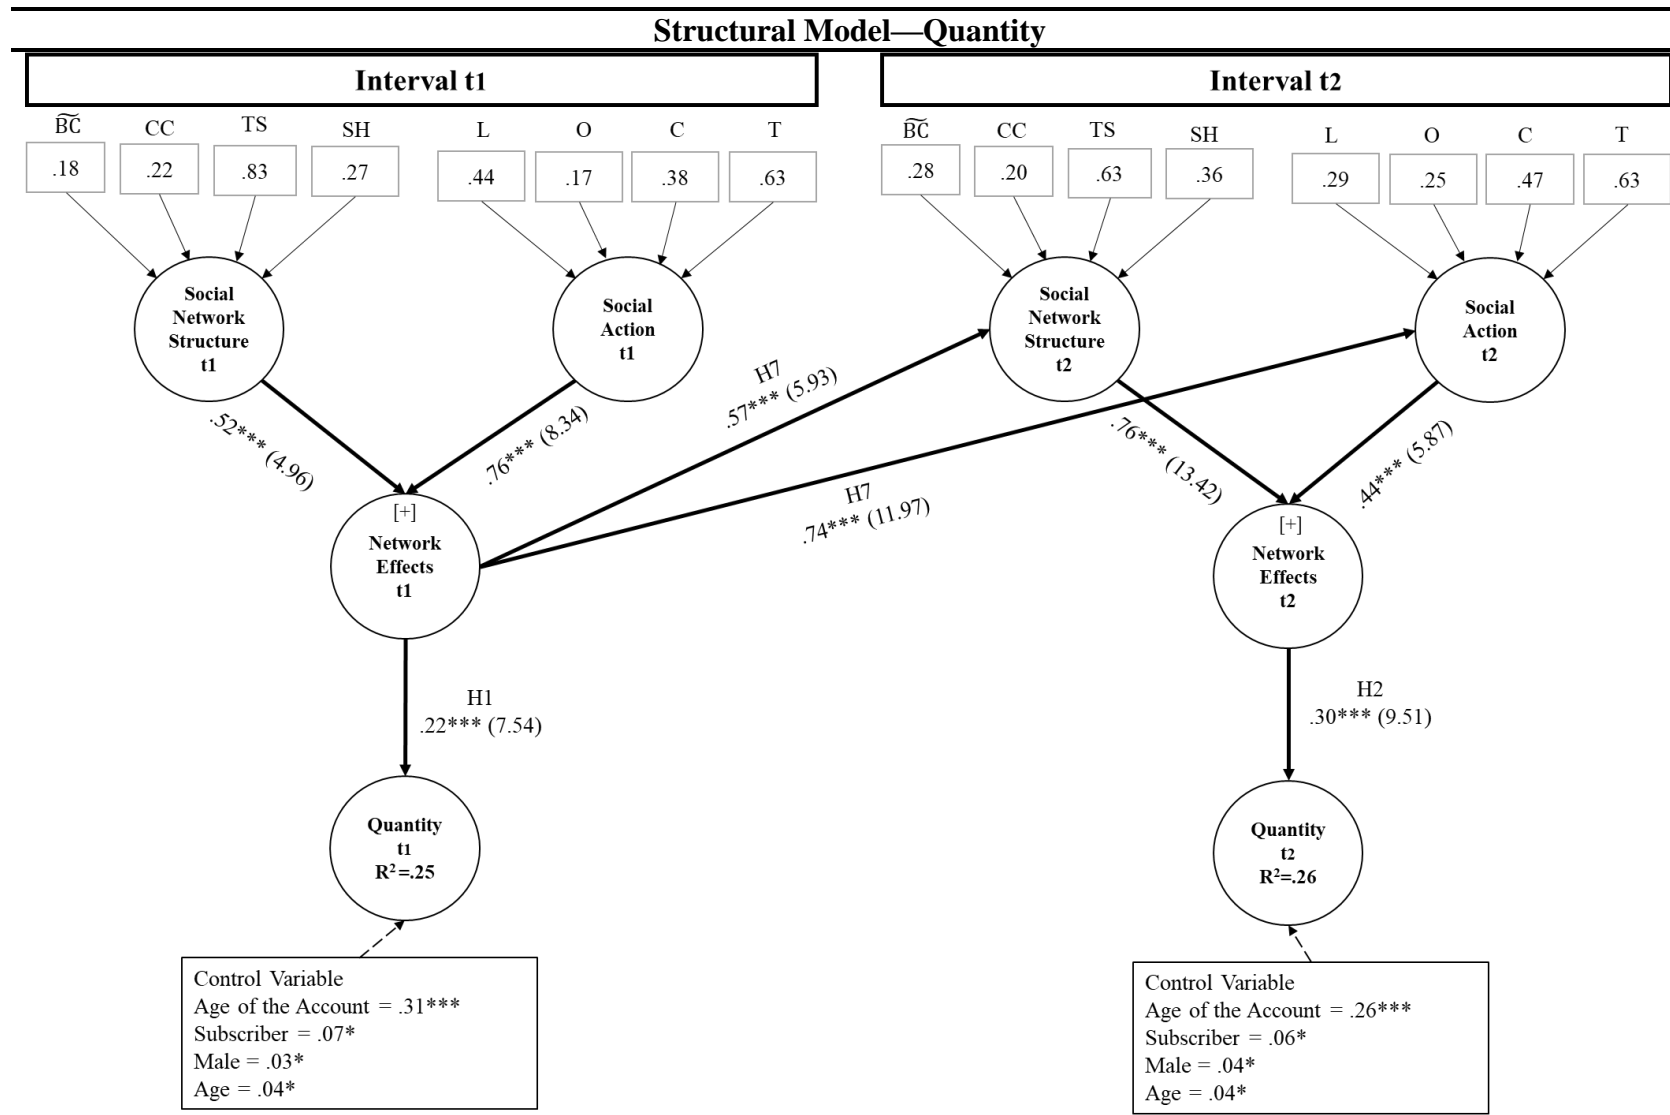 Structural Model—Quantity
Interval t1
B͂C͂
CC
TS
SH
L
O
C
T
.18
.22
.83
.27
.44
.17
.38
.63
Social
Network
Structure
t1
Social
Action
t1
.52*** (4.96)
.76*** (8.34)
[+]
Network
Effects
t1
H7
.57*** (5.93)
H7
.74*** (11.97)
H1
.22*** (7.54)
Quantity
t1
R²=.25
Control Variable
Age of the Account = .31***
Subscriber = .07*
Male = .03*
Age = .04*
Interval t2
B͂C͂
CC
TS
SH
L
O
C
T
.28
.20
.63
.36
.29
.25
.47
.63
Social
Network
Structure
t2
Social
Action
t2
.76*** (13.42)
.44*** (5.87)
[+]
Network
Effects
t2
H2
.30*** (9.51)
Quantity
t2
R²=.26
Control Variable
Age of the Account = .26***
Subscriber = .06*
Male = .04*
Age = .04*